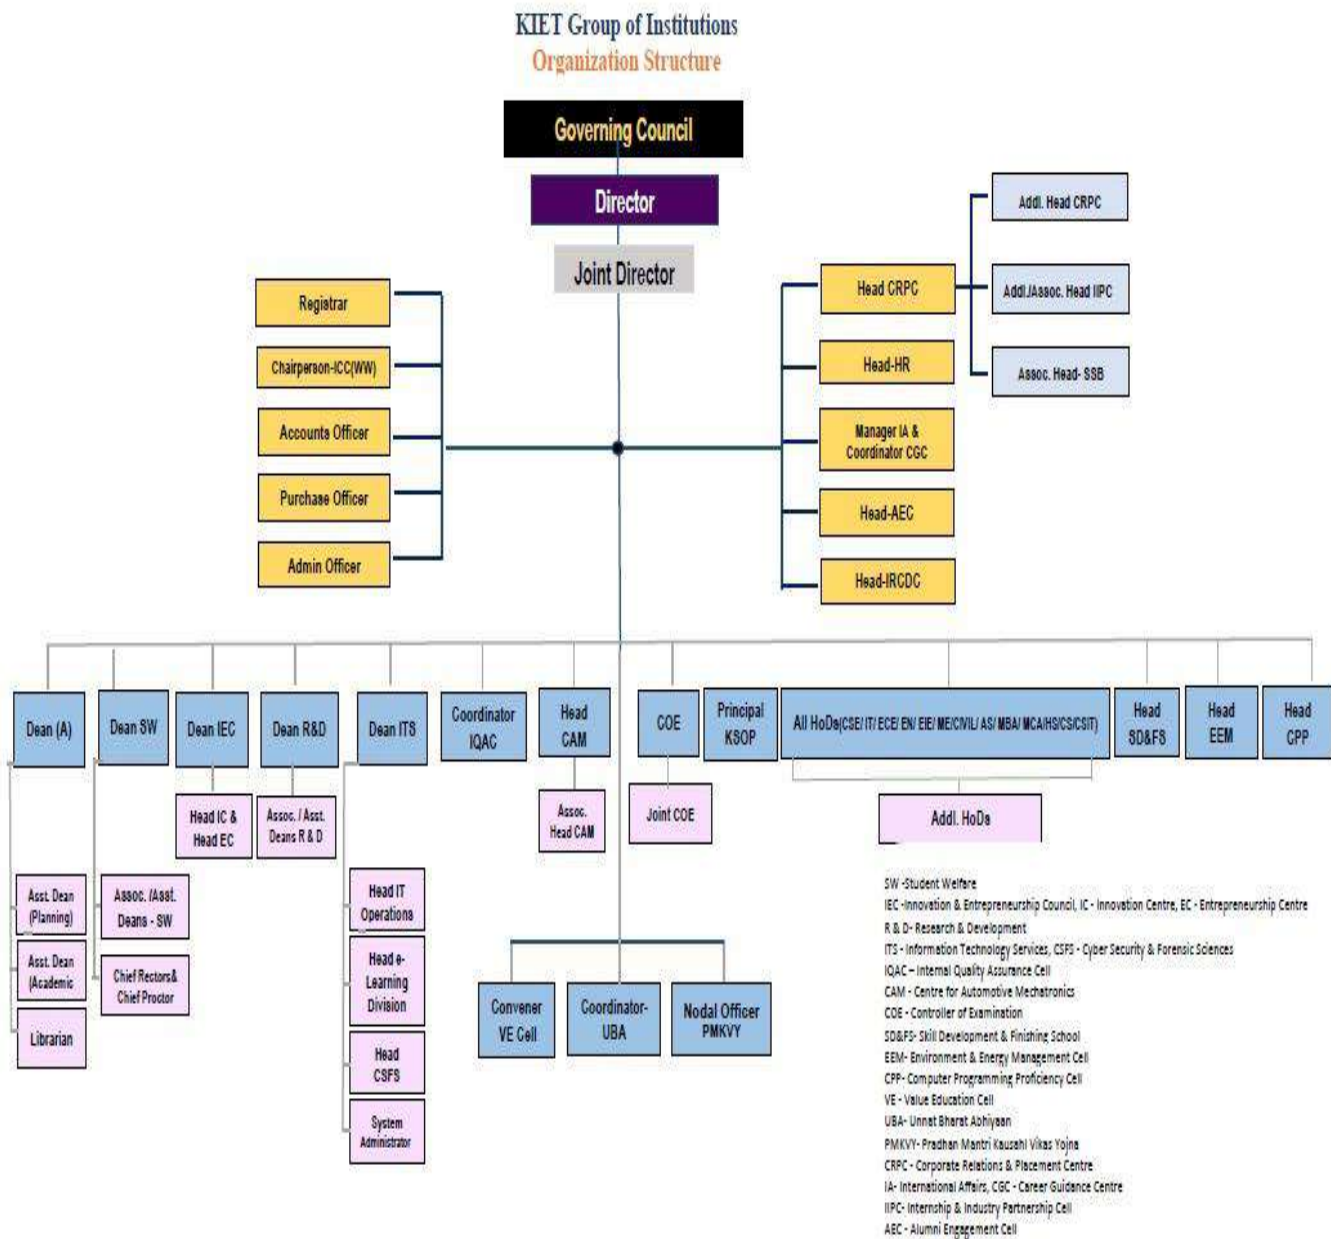 KIET Group of Institutions
Organization Structure
Governing Council
Director
Joint Director
Registrar
Chairperson-ICC(WW)
Accounts Officer
Purchase Officer
Admin Officer
Head CRPC
Head-HR
Manager IA &
Coordinator CGC
Head-AEC
Head-IRCDC
Addl. Head CRPC
Addl./Assoc. Head IIPC
Assoc. Head- SSB
Dean (A)
Dean SW
Dean IEC
Dean R&D
Dean ITS
Coordinator
IQAC
Head
CAM
COE
Principal
KSOP
All HoDs(CSE/ IT/ ECE/ EN/ EIE/ ME/CIVIL/ AS/ MBA/ MCA/HS/CS/CSIT)
Head
SD&FS
Head
EEM
Head
CPP
Head IC &
Head EC
Assoc. / Asst.
Deans R & D
Assoc.
Head CAM
Joint COE
Addl. HoDs
Asst. Dean
(Planning)
Asst. Dean
(Academic
Librarian
Assoc. /Asst.
Deans - SW
Chief Rectors&
Chief Proctor
Head IT
Operations
Head e-
Learning
Division
Head
CSFS
System
Administrator
Convener
VE Cell
Coordinator-
UBA
Nodal Officer
PMKVY
SW -Student Welfare
IEC -Innovation & Entrepreneurship Council, IC - Innovation Centre, EC - Entrepreneurship Centre
R & D- Research & Development
ITS - Information Technology Services, CSFS - Cyber Security & Forensic Sciences
IQAC – Internal Quality Assurance Cell
CAM - Centre for Automotive Mechatronics
COE - Controller of Examination
SD&FS- Skill Development & Finishing School
EEM- Environment & Energy Management Cell
CPP- Computer Programming Proficiency Cell
VE - Value Education Cell
UBA- Unnat Bharat Abhiyaan
PMKVY- Pradhan Mantri Kausahl Vikas Yojna
CRPC - Corporate Relations & Placement Centre
IA- International Affairs, CGC - Career Guidance Centre
IIPC- Internship & Industry Partnership Cell
AEC - Alumni Engagement Cell